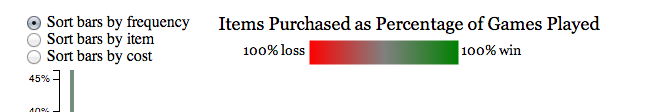 Sort bars by frequency
Sort bars by item
Sort bars by cost
Items Purchased as Percentage of Games Played
100% loss 100% win
45%
40%